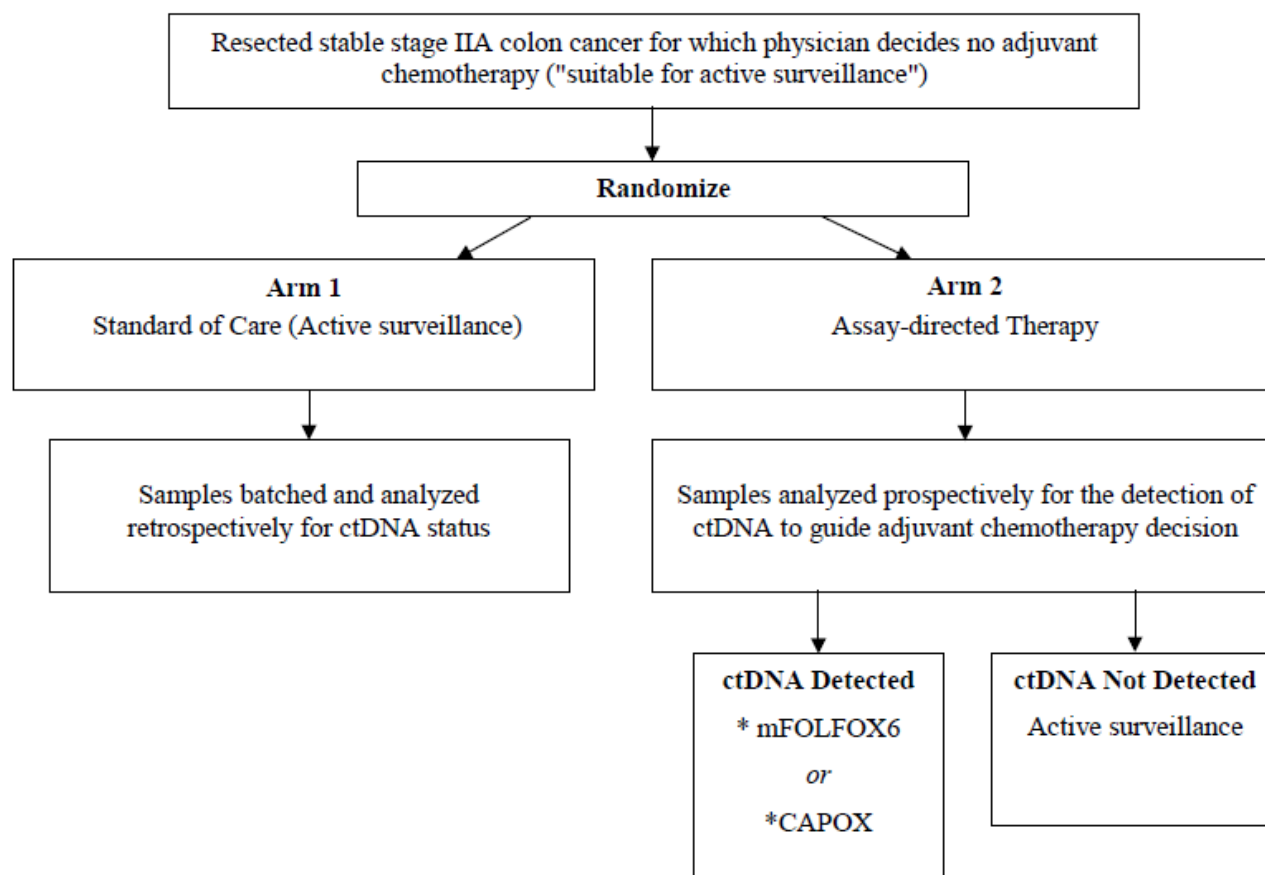 Resected stable stage IIA colon cancer for which physician decides no adjuvant
chemotherapy ("suitable for active surveillance")
Randomize
Arm 1
Standard of Care (Active surveillance)
Arm 2
Assay-directed Therapy
Samples batched and analyzed
retrospectively for ctDNA status
Samples analyzed prospectively for the detection of
ctDNA to guide adjuvant chemotherapy decision
ctDNA Detected
* mFOLFOX6
or
*CAPOX
ctDNA Not Detected
Active surveillance